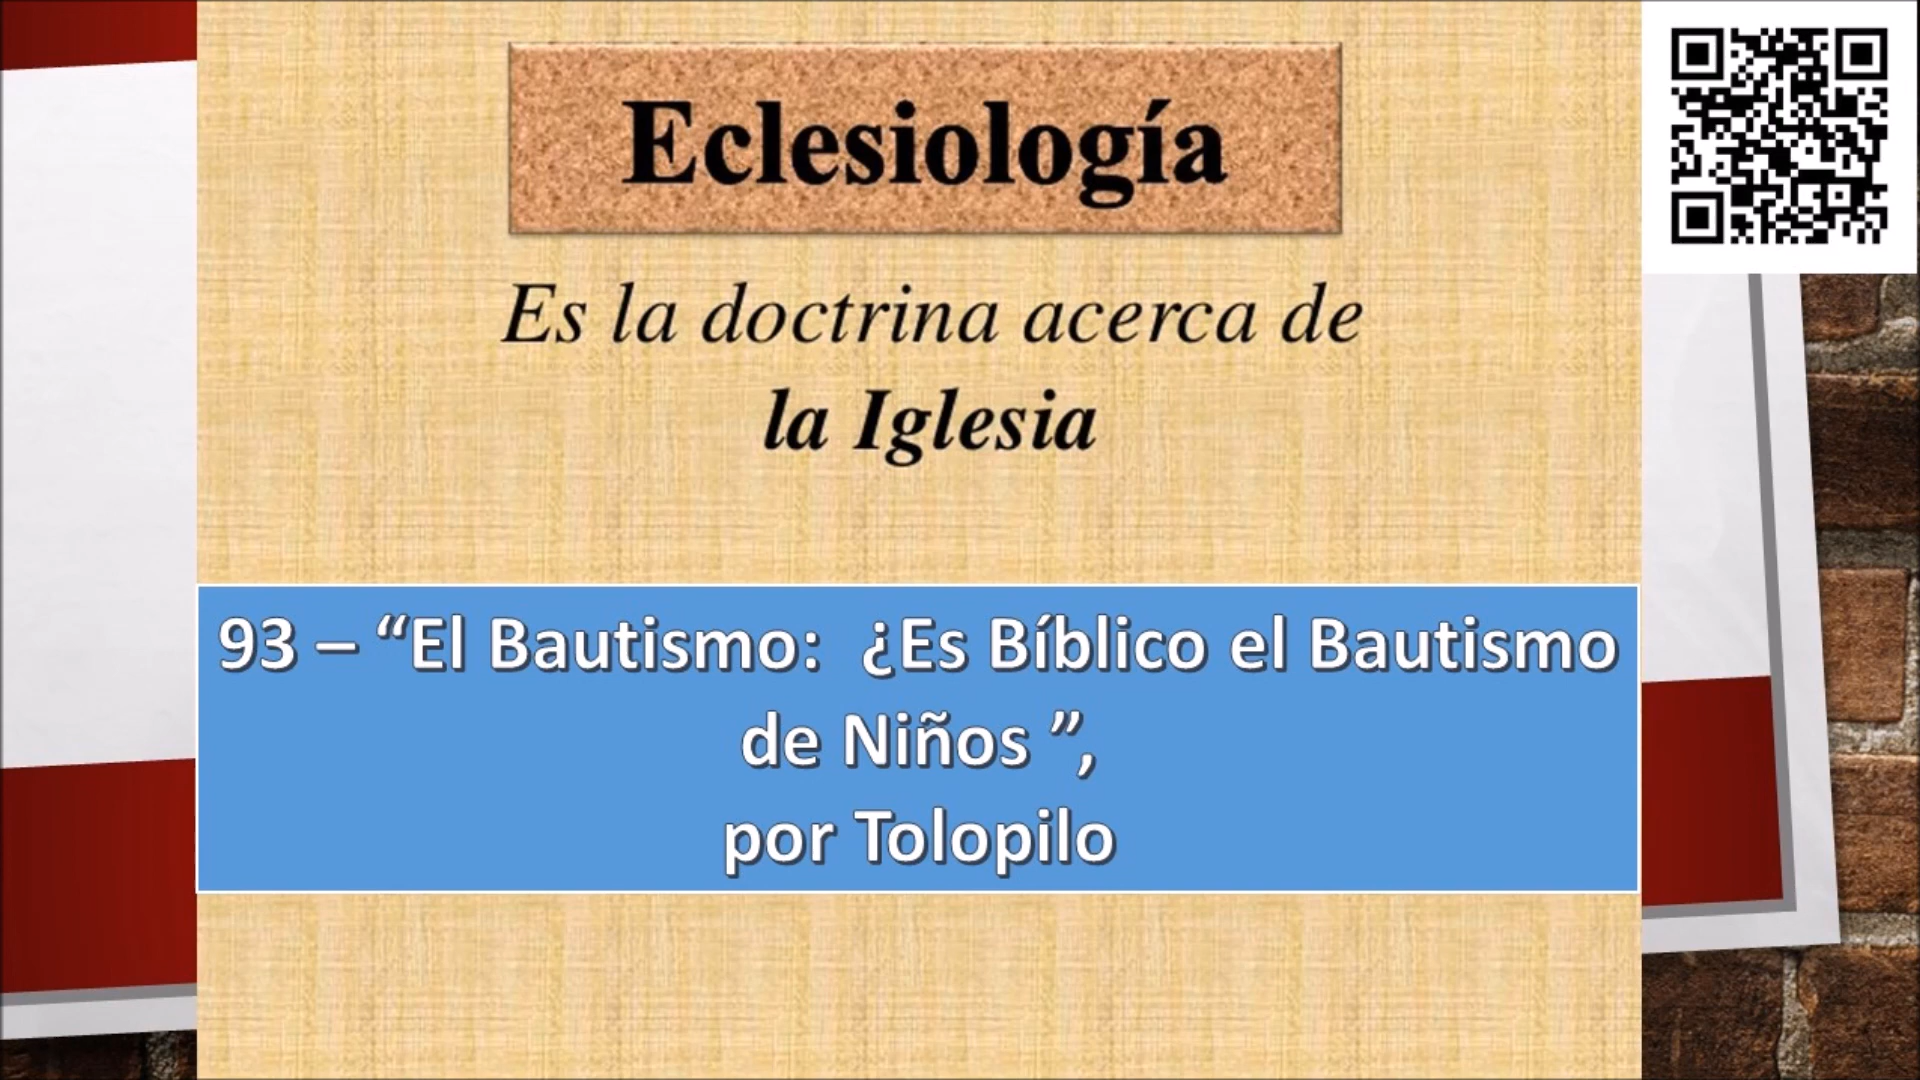 Eclesiología
Es la doctrina acerca de
la Iglesia
93 – “El Bautismo:  ¿Es Bíblico el Bautismo
de Niños ”,
por Tolopilo